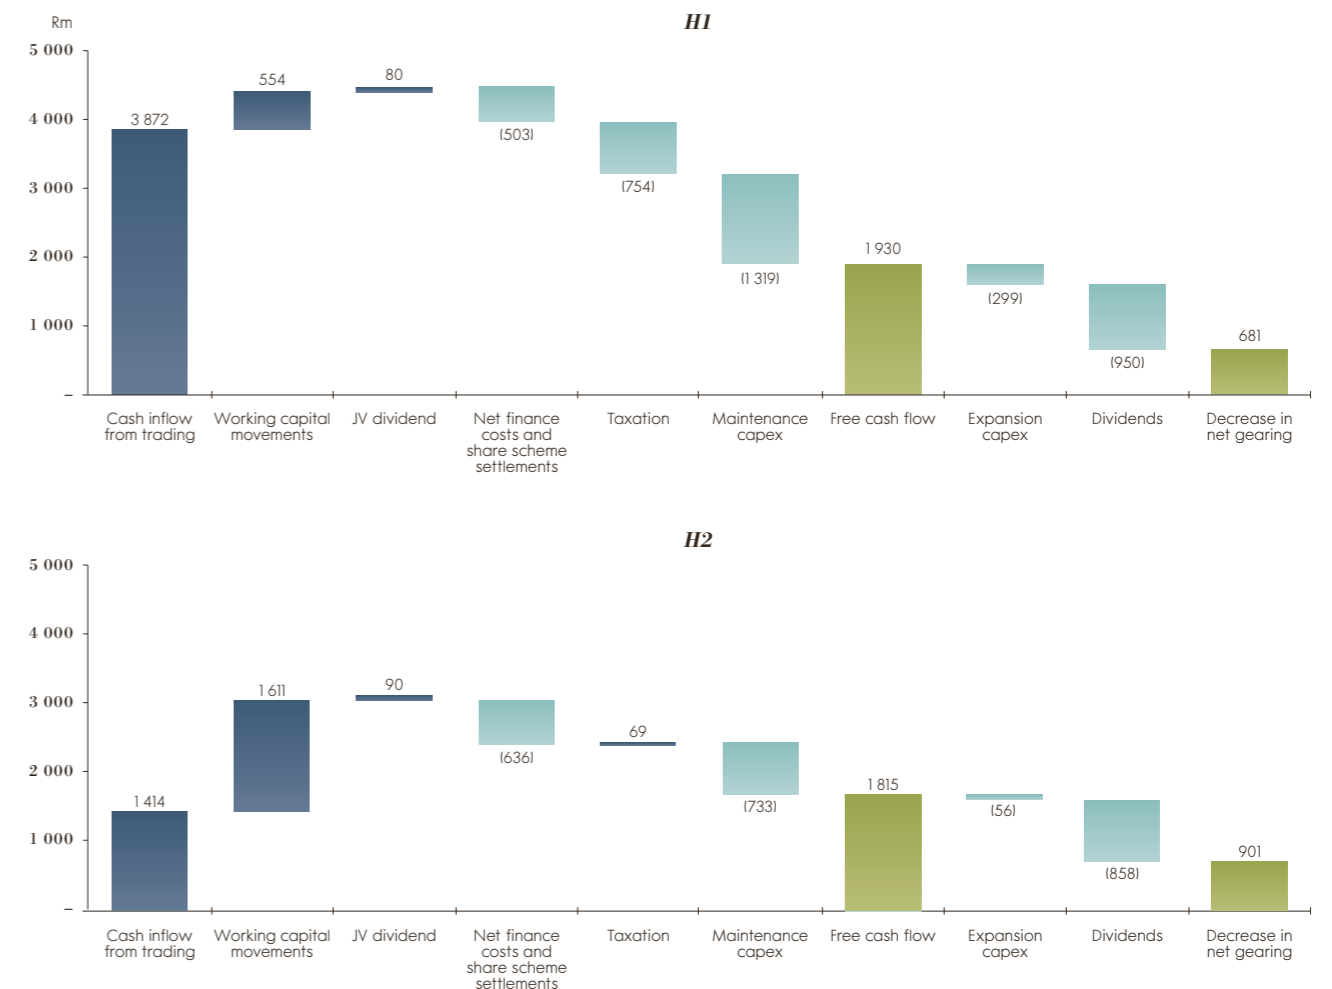 H1
Rm
5 000
4 000
3 000
2 000
1 000
–
3 872
554
80
(503)
(754)
(1 319)
1 930
(299)
(950)
681
Cash inflow
from trading
Working capital
movements
JV dividend
Net finance
costs and
share scheme
settlements
Taxation
Maintenance
capex
Free cash flow
Expansion
capex
Dividends
Decrease in
net gearing
H2
5 000
4 000
3 000
2 000
1 000
–
1 414
1 611
90
(636)
69
(733)
1 815
(56)
(858)
901
Cash inflow
from trading
Working capital
movements
JV dividend
Net finance
costs and
share scheme
settlements
Taxation
Maintenance
capex
Free cash flow
Expansion
capex
Dividends
Decrease in
net gearing